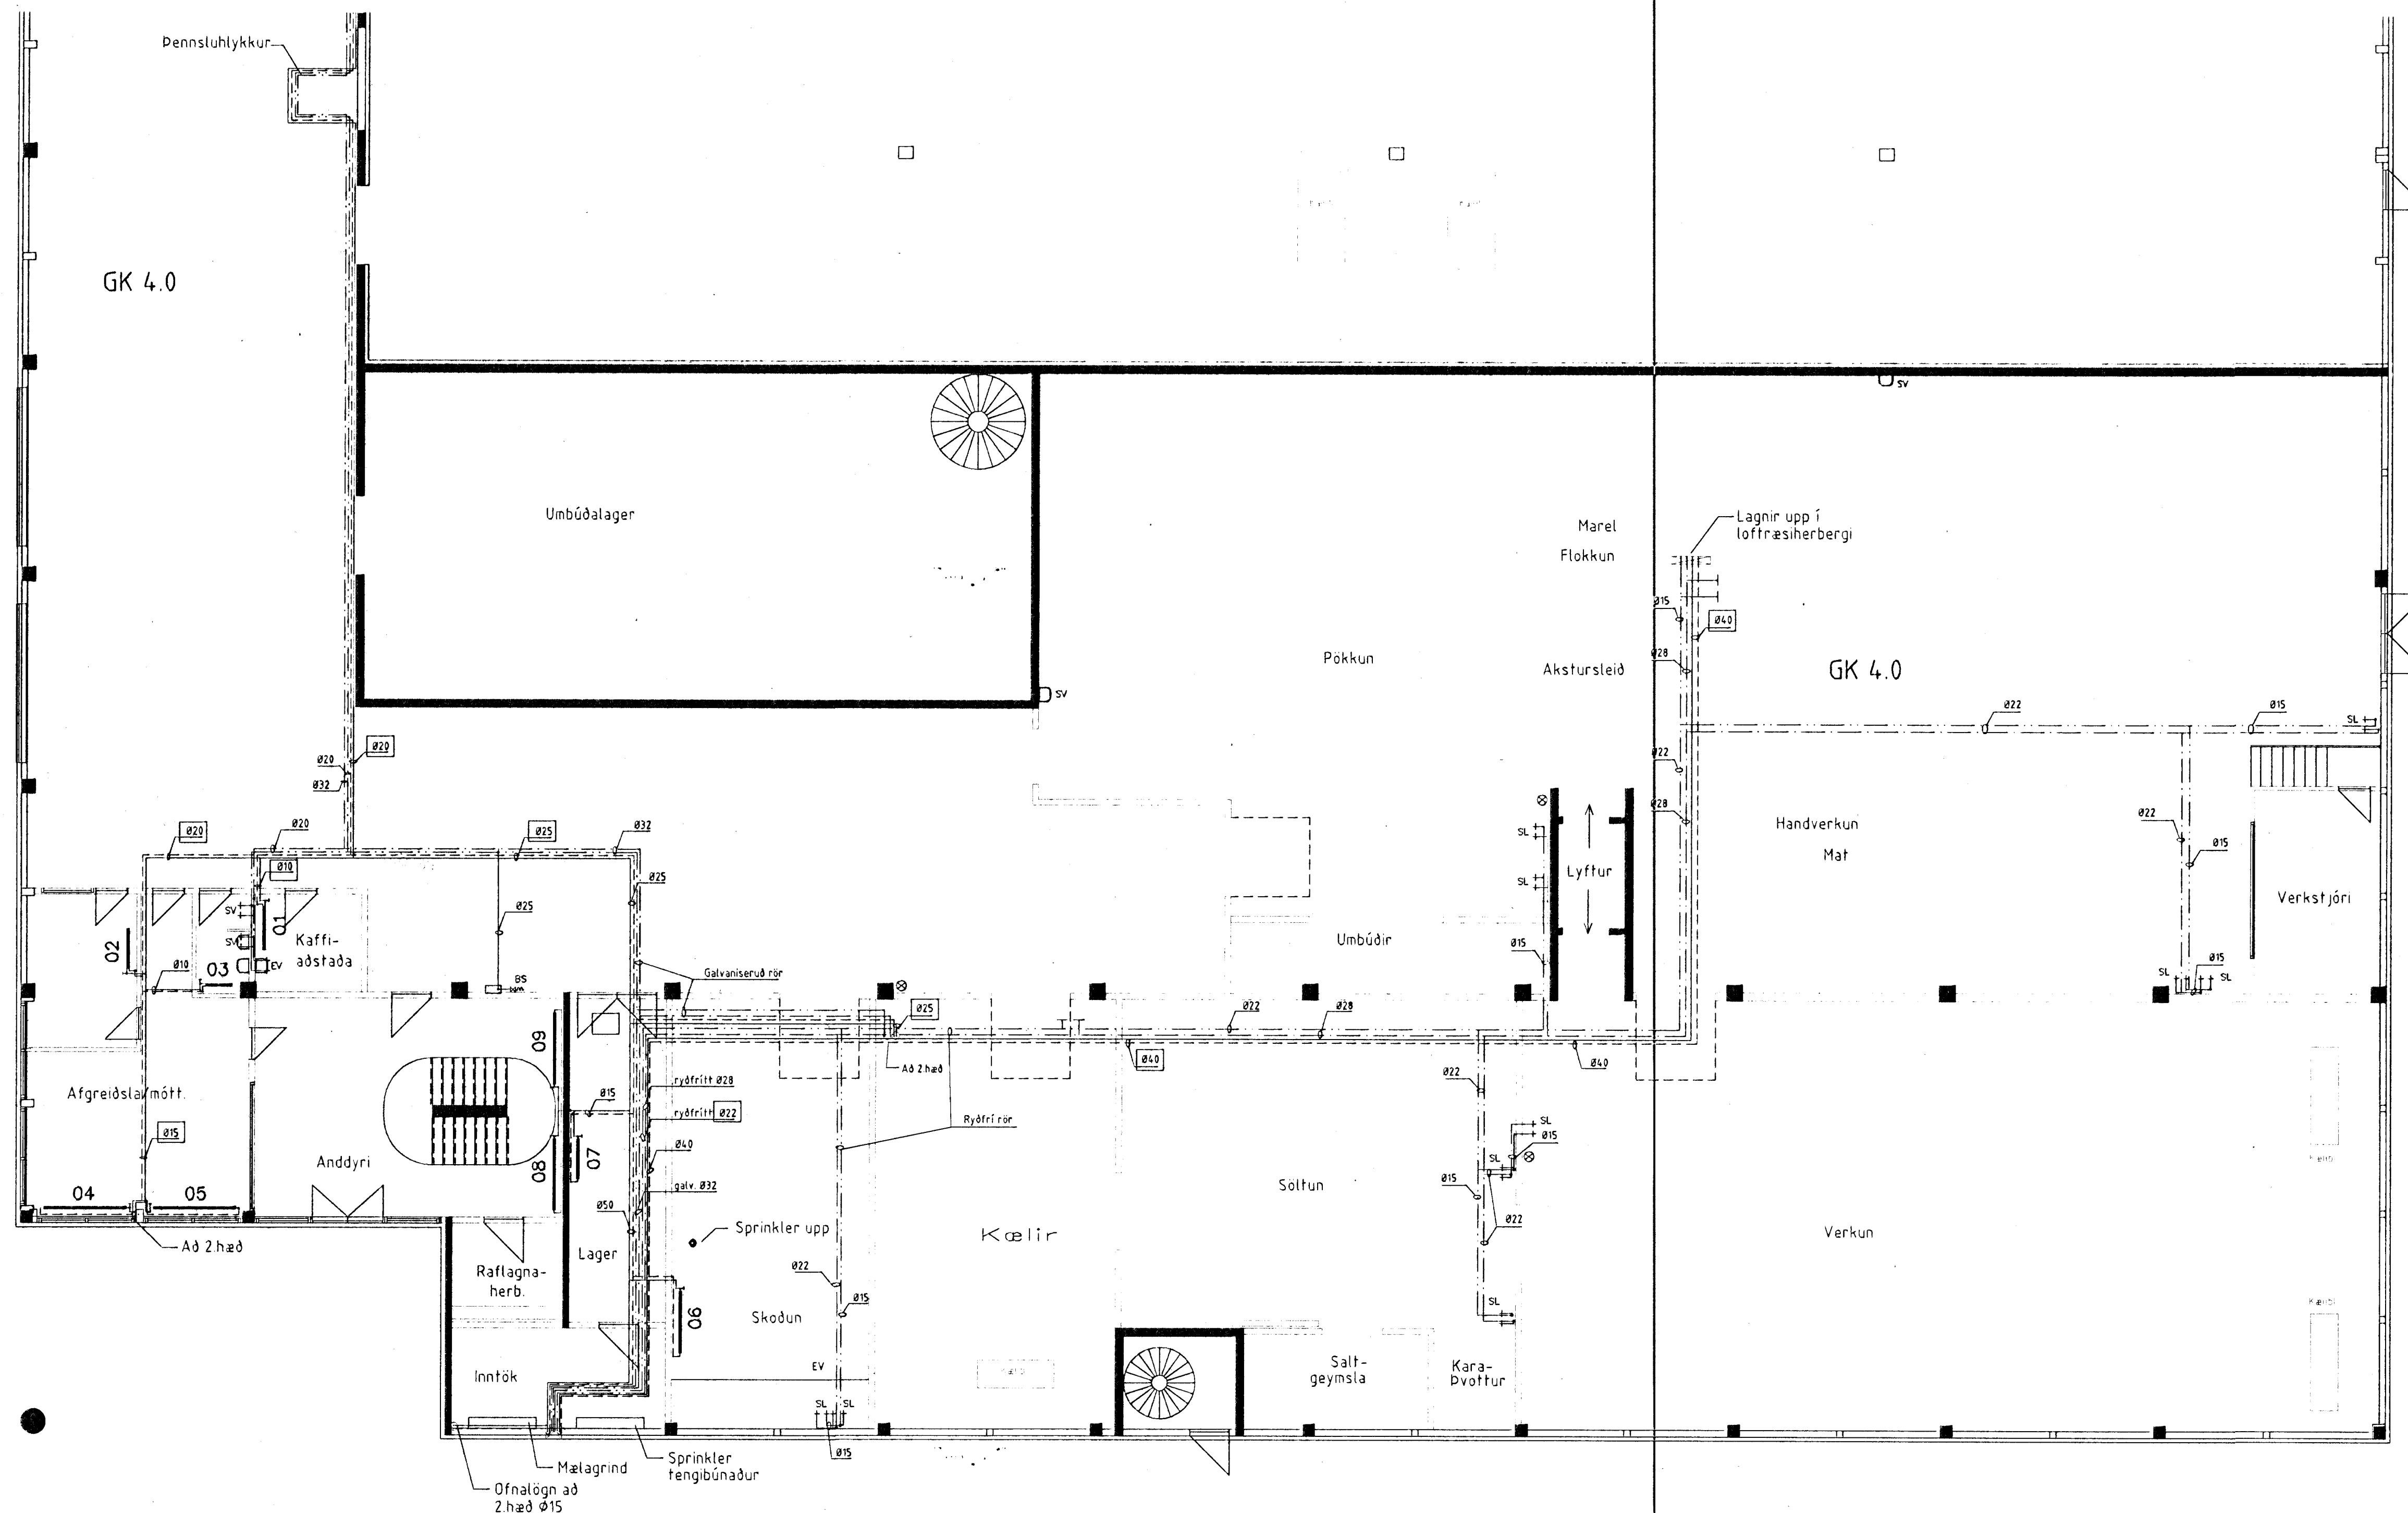 Þennsluhlykkur
GK 4.0
SV
Umbúðalager
Marel
Flokkun
Lagnir upp í
loftræsiherbergi
Ø15
Ø40
Pökkun
Akstursleið
Ø28
GK 4.0
SV
Ø22
Ø15
SL
Ø20
Ø20
Ø32
Ø22
Ø28
Ø20
Ø20
Ø25
Ø32
Ø10
SL
Lyftur
Handverkun
Mat
Ø22
Ø15
Ø25
Ø25
SL
Verkstjóri
SV
01
02
SV
Kaffi-
aðstaða
Umbúðir
Ø15
EV
Ø10
03
BS
Galvaniseruð rör
SL
Ø15
SL
Ø25
Ø22
Ø28
09
Að 2.hæð
Ø40
Ø40
Afgreiðsla/mótt.
Ø15
ryðfrítt Ø28
ryðfrítt Ø22
Ryðfrí rör
Ø22
SL
Ø15
Ø15
Anddyri
08
07
Ø40
SL
galv. Ø32
Ø15
Söltun
04
05
Ø50
Ø22
Að 2.hæð
Lager
Sprinkler upp
Kælir
Verkun
Raflagna-
herb.
Ø22
Ø15
SL
06
Skoðun
EV
Inntök
Salt-
geymsla
Kara-
Þvottur
SL
SL
Ø15
Mælagrind
Sprinkler
tengibúnaður
Ofnalögn að
2.hæð Ø15